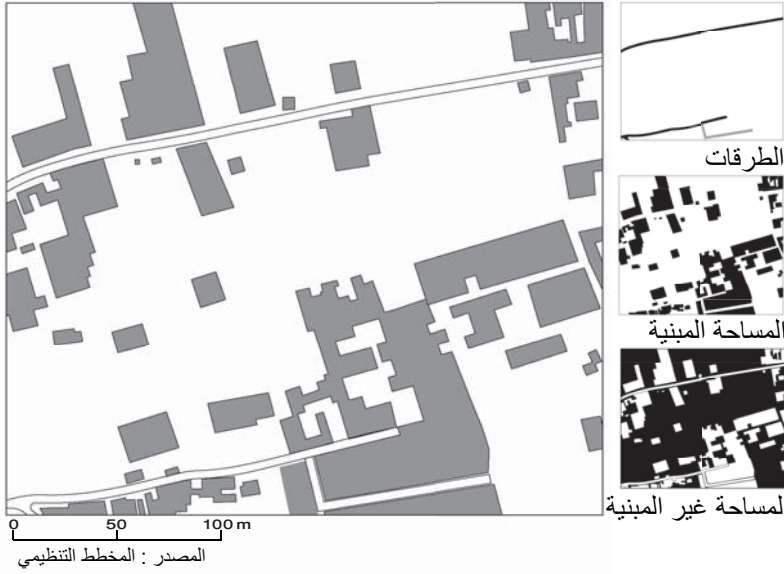 الطرقات
المساحة المبنية
لمساحة غير المبنية
0 50 100 m
المصدر : المخطط التنظيمي